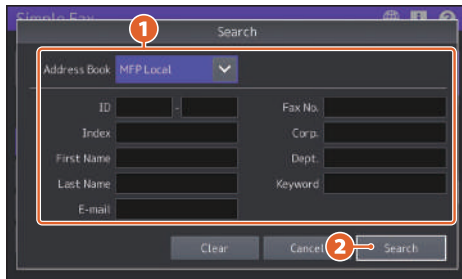 Simple Fax
1
Search
Address Book MFP Local
ID -
Fax No.
Index
Corp.
First Name
Dept.
Last Name
Keyword
E-mail
Clear
Cancel
2
Search